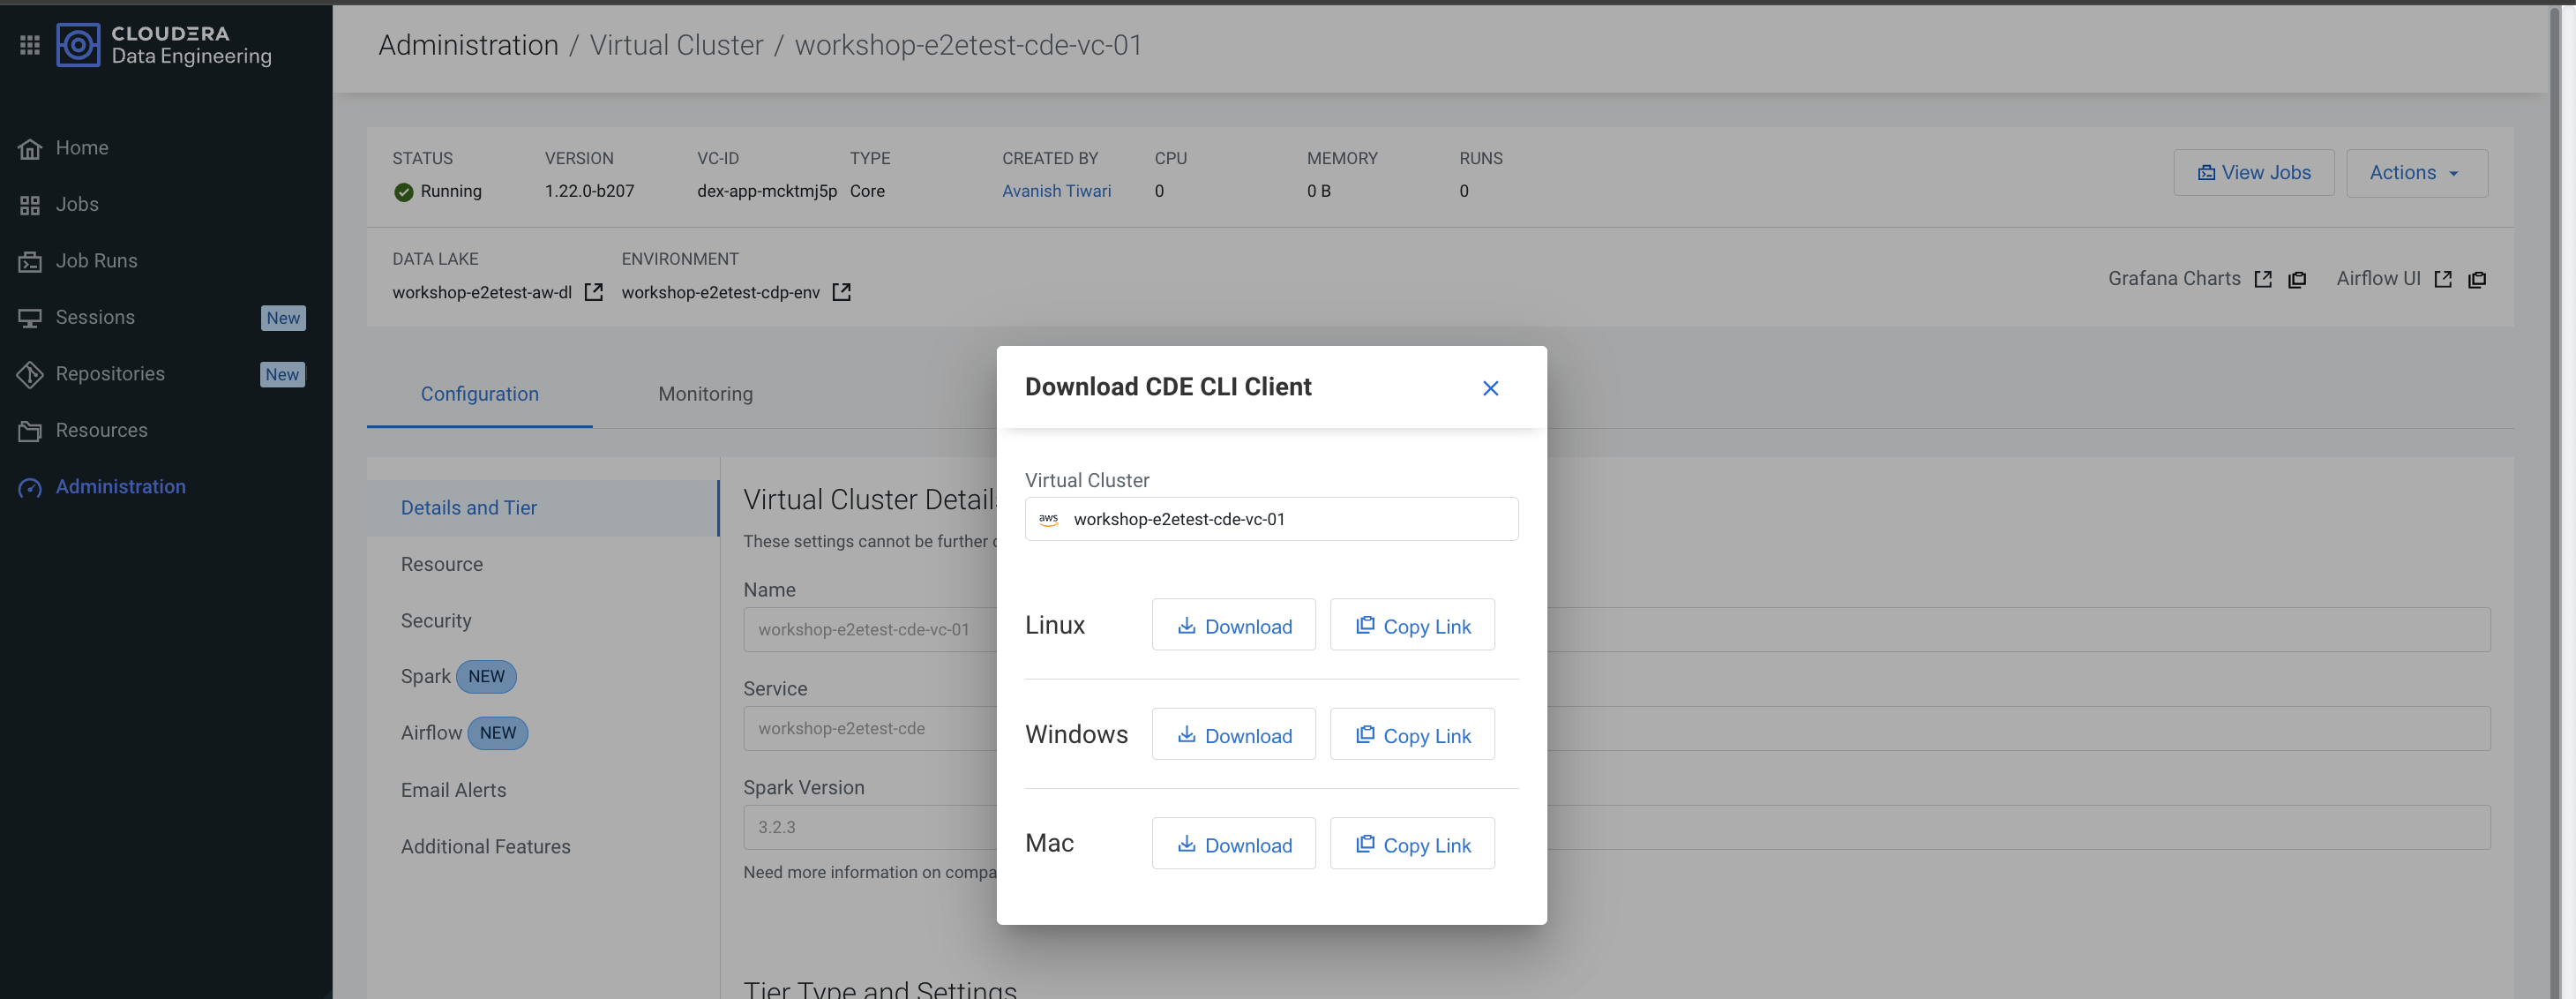 CLOUDERA
Data Engineering
Administration / Virtual Cluster / workshop-e2etest-cde-vc-01
Home
Jobs
Job Runs
Sessions New
Repositories New
Resources
Administration
STATUS VERSION VC-ID TYPE CREATED BY CPU MEMORY RUNS
Running 1.22.0-b207 dex-app-mcktmj5p Core Avanish Tiwari 0 0 B 0
View Jobs Actions
DATA LAKE ENVIRONMENT
workshop-e2etest-aw-dl workshop-e2etest-cdp-env
Grafana Charts Airflow UI
Configuration Monitoring
Details and Tier
Resource
Security
Spark NEW
Airflow NEW
Email Alerts
Additional Features
Virtual Cluster Detail
These settings cannot be further
Name
workshop-e2etest-cde-vc-01
Service
workshop-e2etest-cde
Spark Version
3.2.3
Need more information on compa
Tier Type and Settings
Download CDE CLI Client
Virtual Cluster
aws workshop-e2etest-cde-vc-01
Linux Download Copy Link
Windows Download Copy Link
Mac Download Copy Link